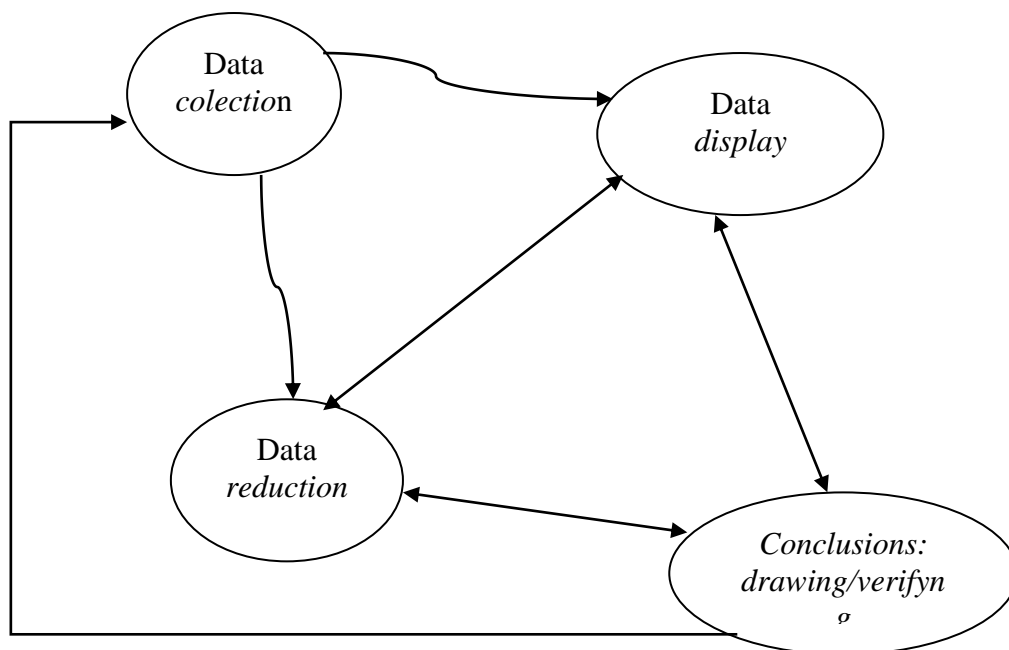 Data
colection
Data
display
Data
reduction
Conclusions:
drawing/verifyn
g